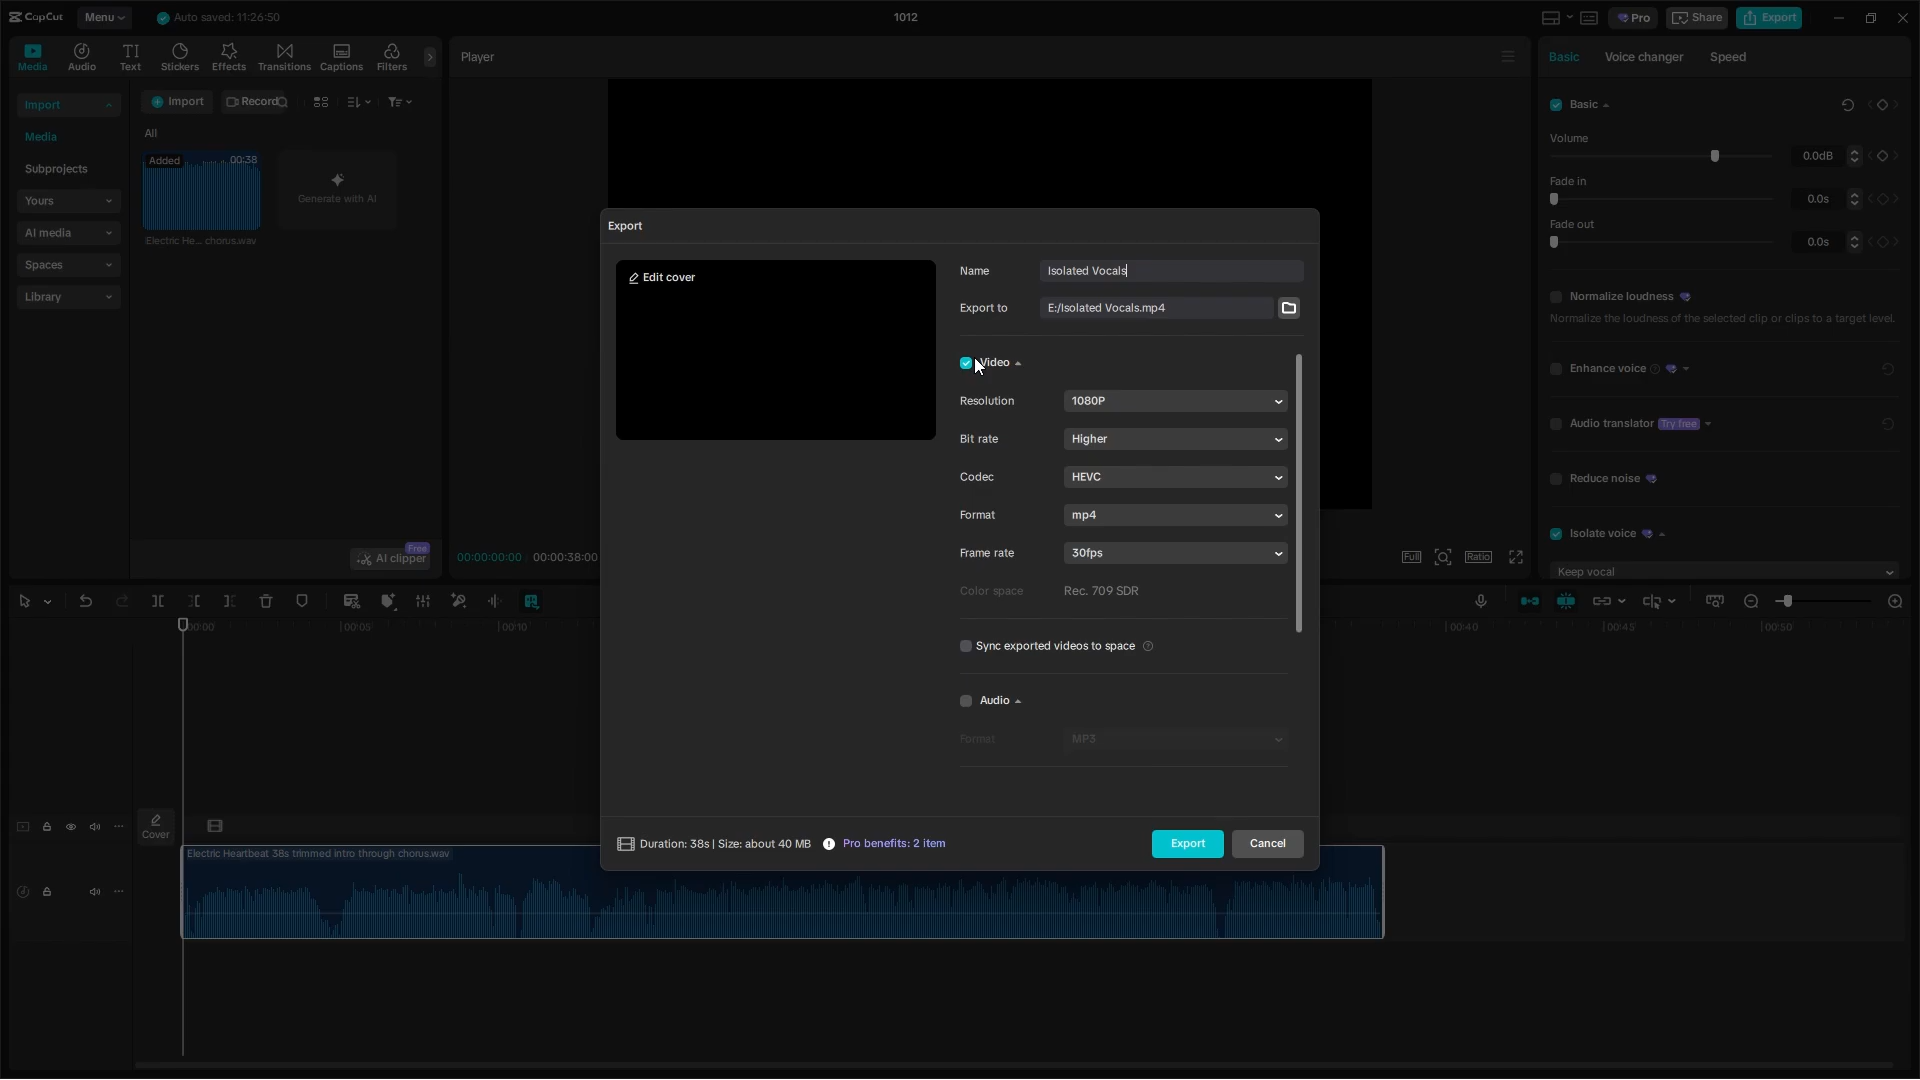 CapCut
Menu
Auto saved: 11:26:50
1012
Pro
Share
Export
Media
Audio
Text
Stickers
Effects
Transitions
Captions
Filters
Player
Basic
Voice changer
Speed
Import
Media
Subprojects
Yours
AI media
Spaces
Library
Import
Record
All
Added
00:38
Generate with AI
Electric He... chorus.wav
Free
AI clipper
00:00:00:00
00:00:38:00
Full
Ratio
Basic
Volume
0.0dB
Fade in
0.0s
Fade out
0.0s
Normalize loudness
Normalize the loudness of the selected clip or clips to a target level.
Enhance voice
Audio translator
Try free
Reduce noise
Isolate voice
Keep vocal
Export
Edit cover
Name
Isolated Vocals
Export to
E:/Isolated Vocals.mp4
Video
Resolution
1080P
Bit rate
Higher
Codec
HEVC
Format
mp4
Frame rate
30fps
Color space
Rec. 709 SDR
Sync exported videos to space
Audio
Format
MP3
Duration: 38s | Size: about 40 MB
Pro benefits: 2 item
Export
Cancel
00:00
00:05
00:10
00:40
00:45
00:50
Cover
Electric Heartbeat 38s trimmed intro through chorus.wav